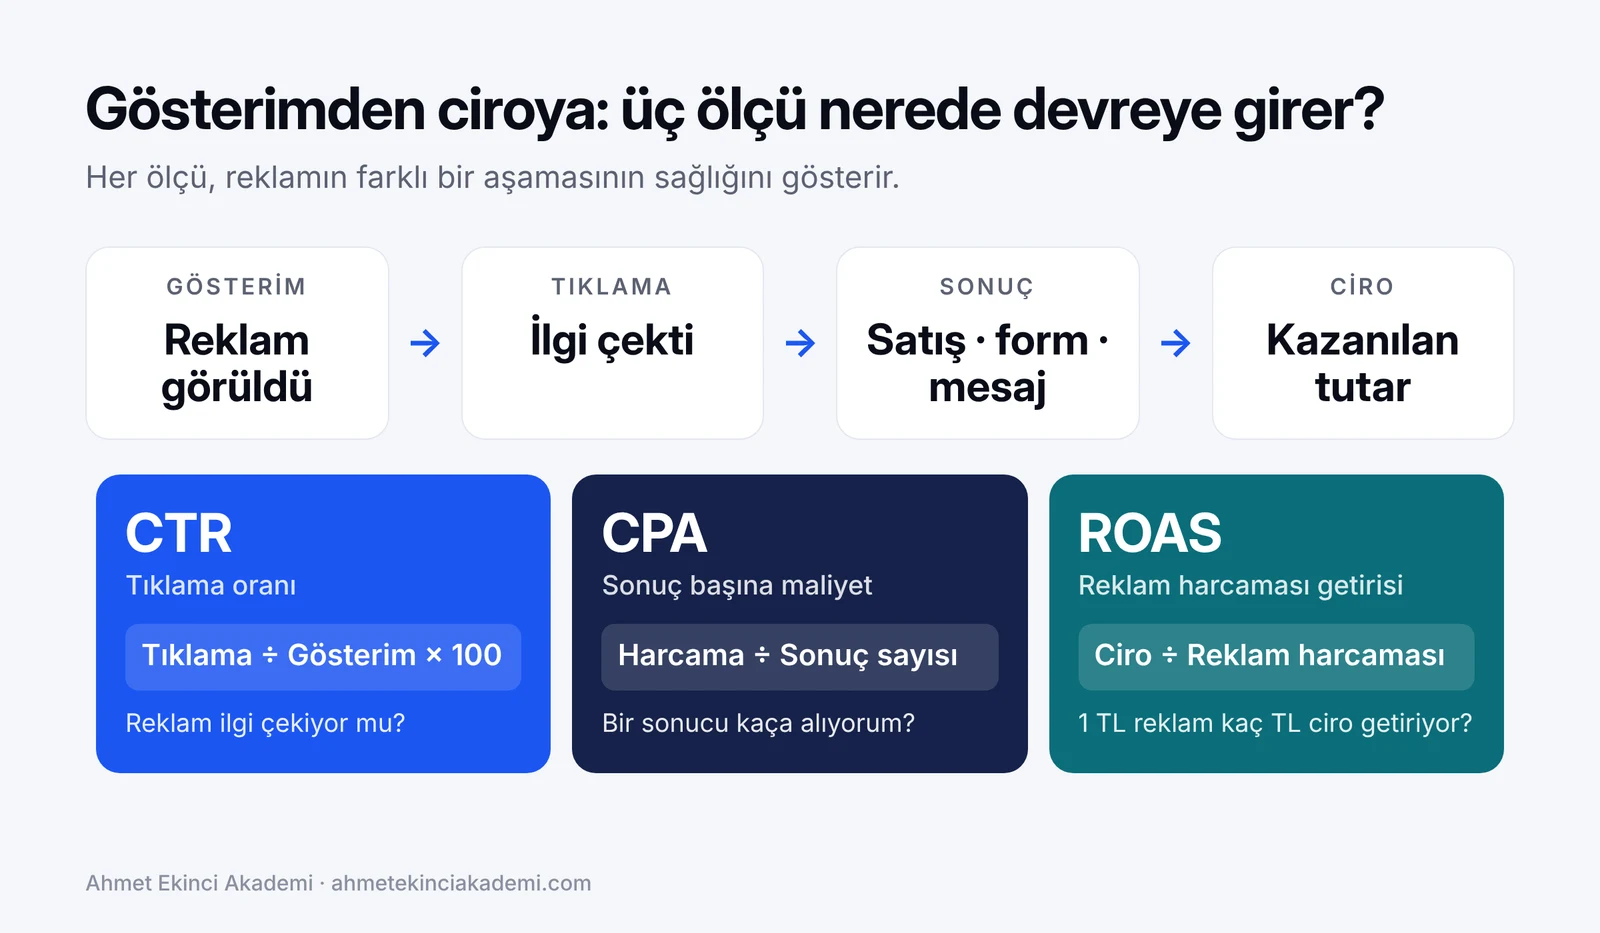 Gösterimden ciroya: üç ölçü nerede devreye girer?
Her ölçü, reklamın farklı bir aşamasının sağlığını gösterir.
GÖSTERİM
Reklam
görüldü
→
TIKLAMA
İlgi çekti
→
SONUÇ
Satış · form ·
mesaj
→
CİRO
Kazanılan
tutar
CTR
Tıklama oranı
Tıklama ÷ Gösterim × 100
Reklam ilgi çekiyor mu?
CPA
Sonuç başına maliyet
Harcama ÷ Sonuç sayısı
Bir sonucu kaça alıyorum?
ROAS
Reklam harcaması getirisi
Ciro ÷ Reklam harcaması
1 TL reklam kaç TL ciro getiriyor?
Ahmet Ekinci Akademi · ahmetekinciakademi.com